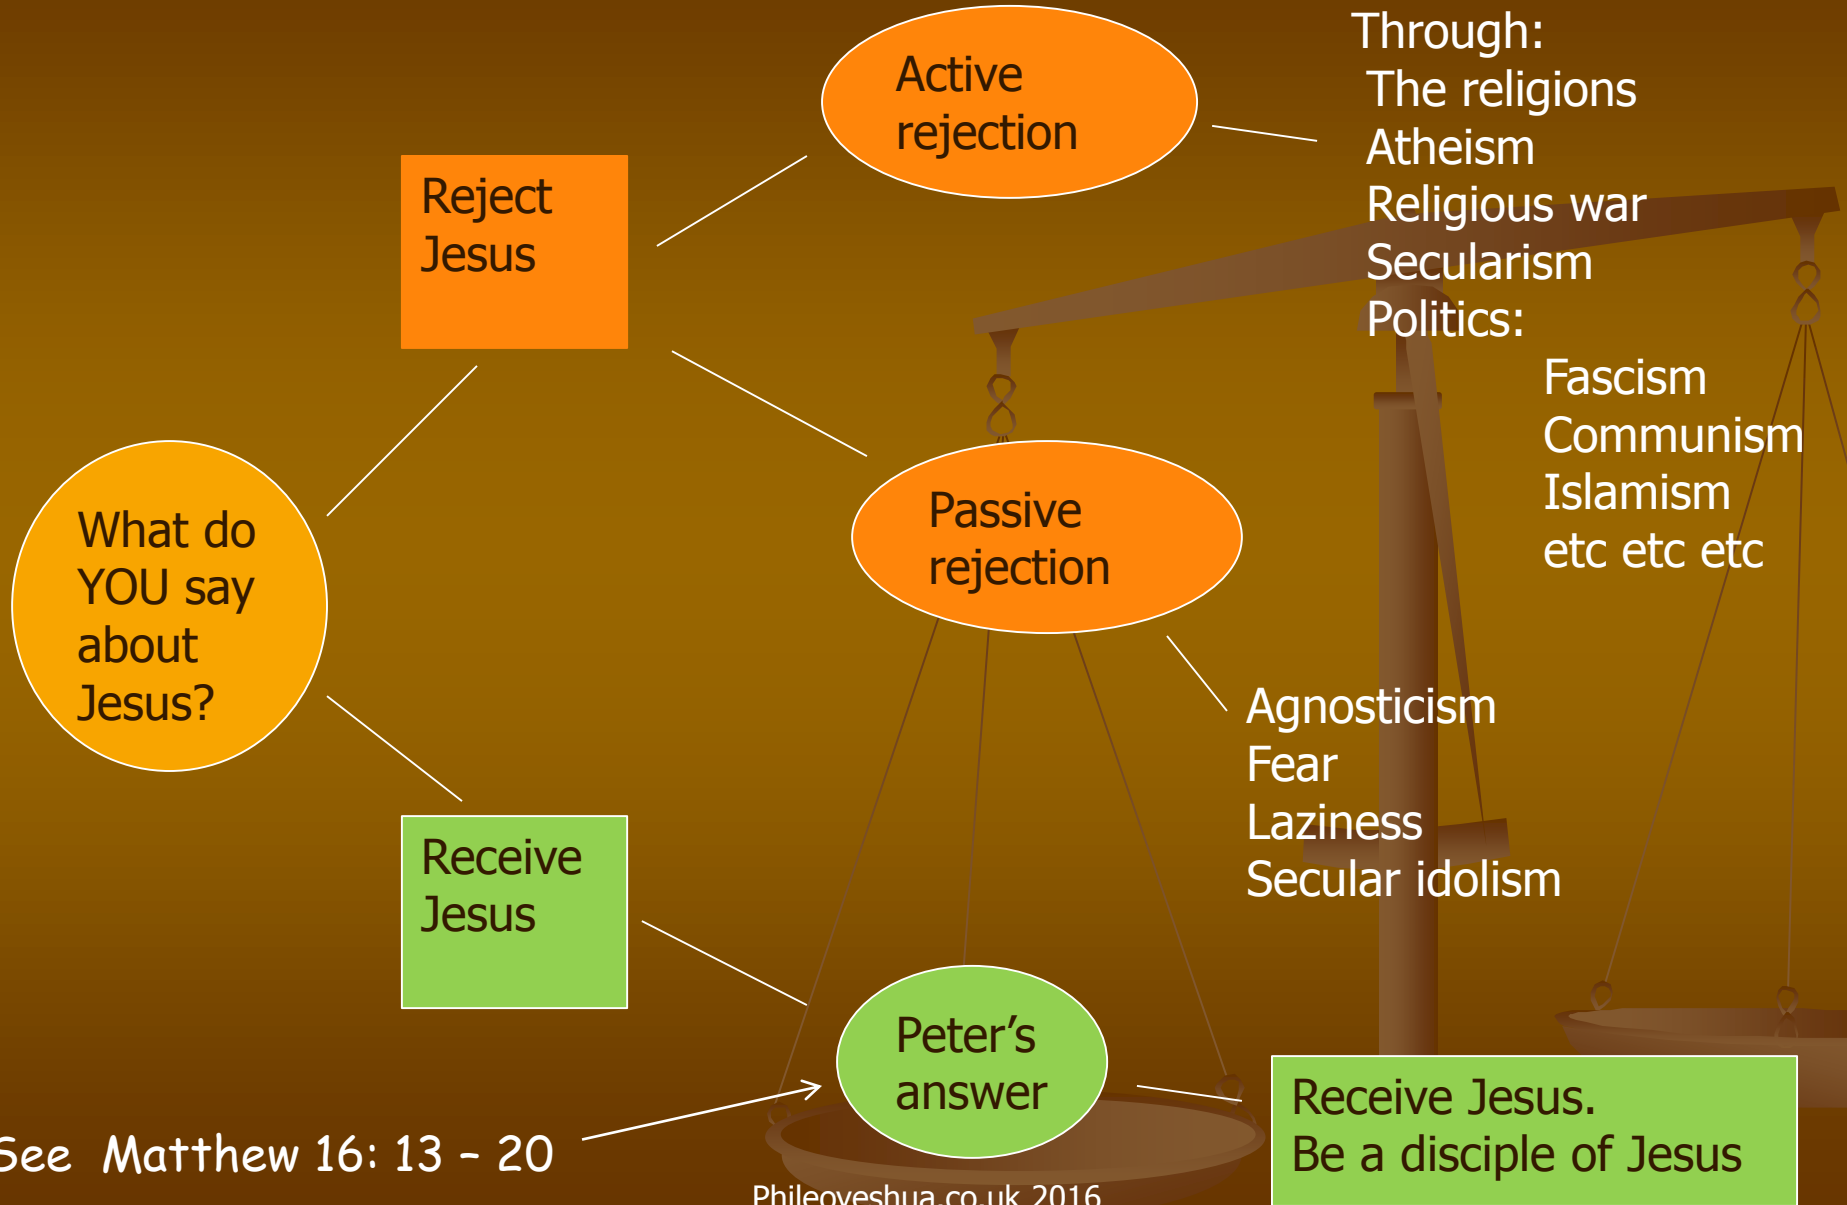 Active
rejection
Through:
The religions
Atheism
Religious war
Secularism
Politics:
Fascism
Communism
Islamism
etc etc etc
Reject
Jesus
What do
YOU say
about
Jesus?
Passive
rejection
Agnosticism
Fear
Laziness
Secular idolism
Receive
Jesus
Peter’s
answer
Receive Jesus.
Be a disciple of Jesus
See Matthew 16: 13 – 20
Phileoyeshua.co.uk 2016